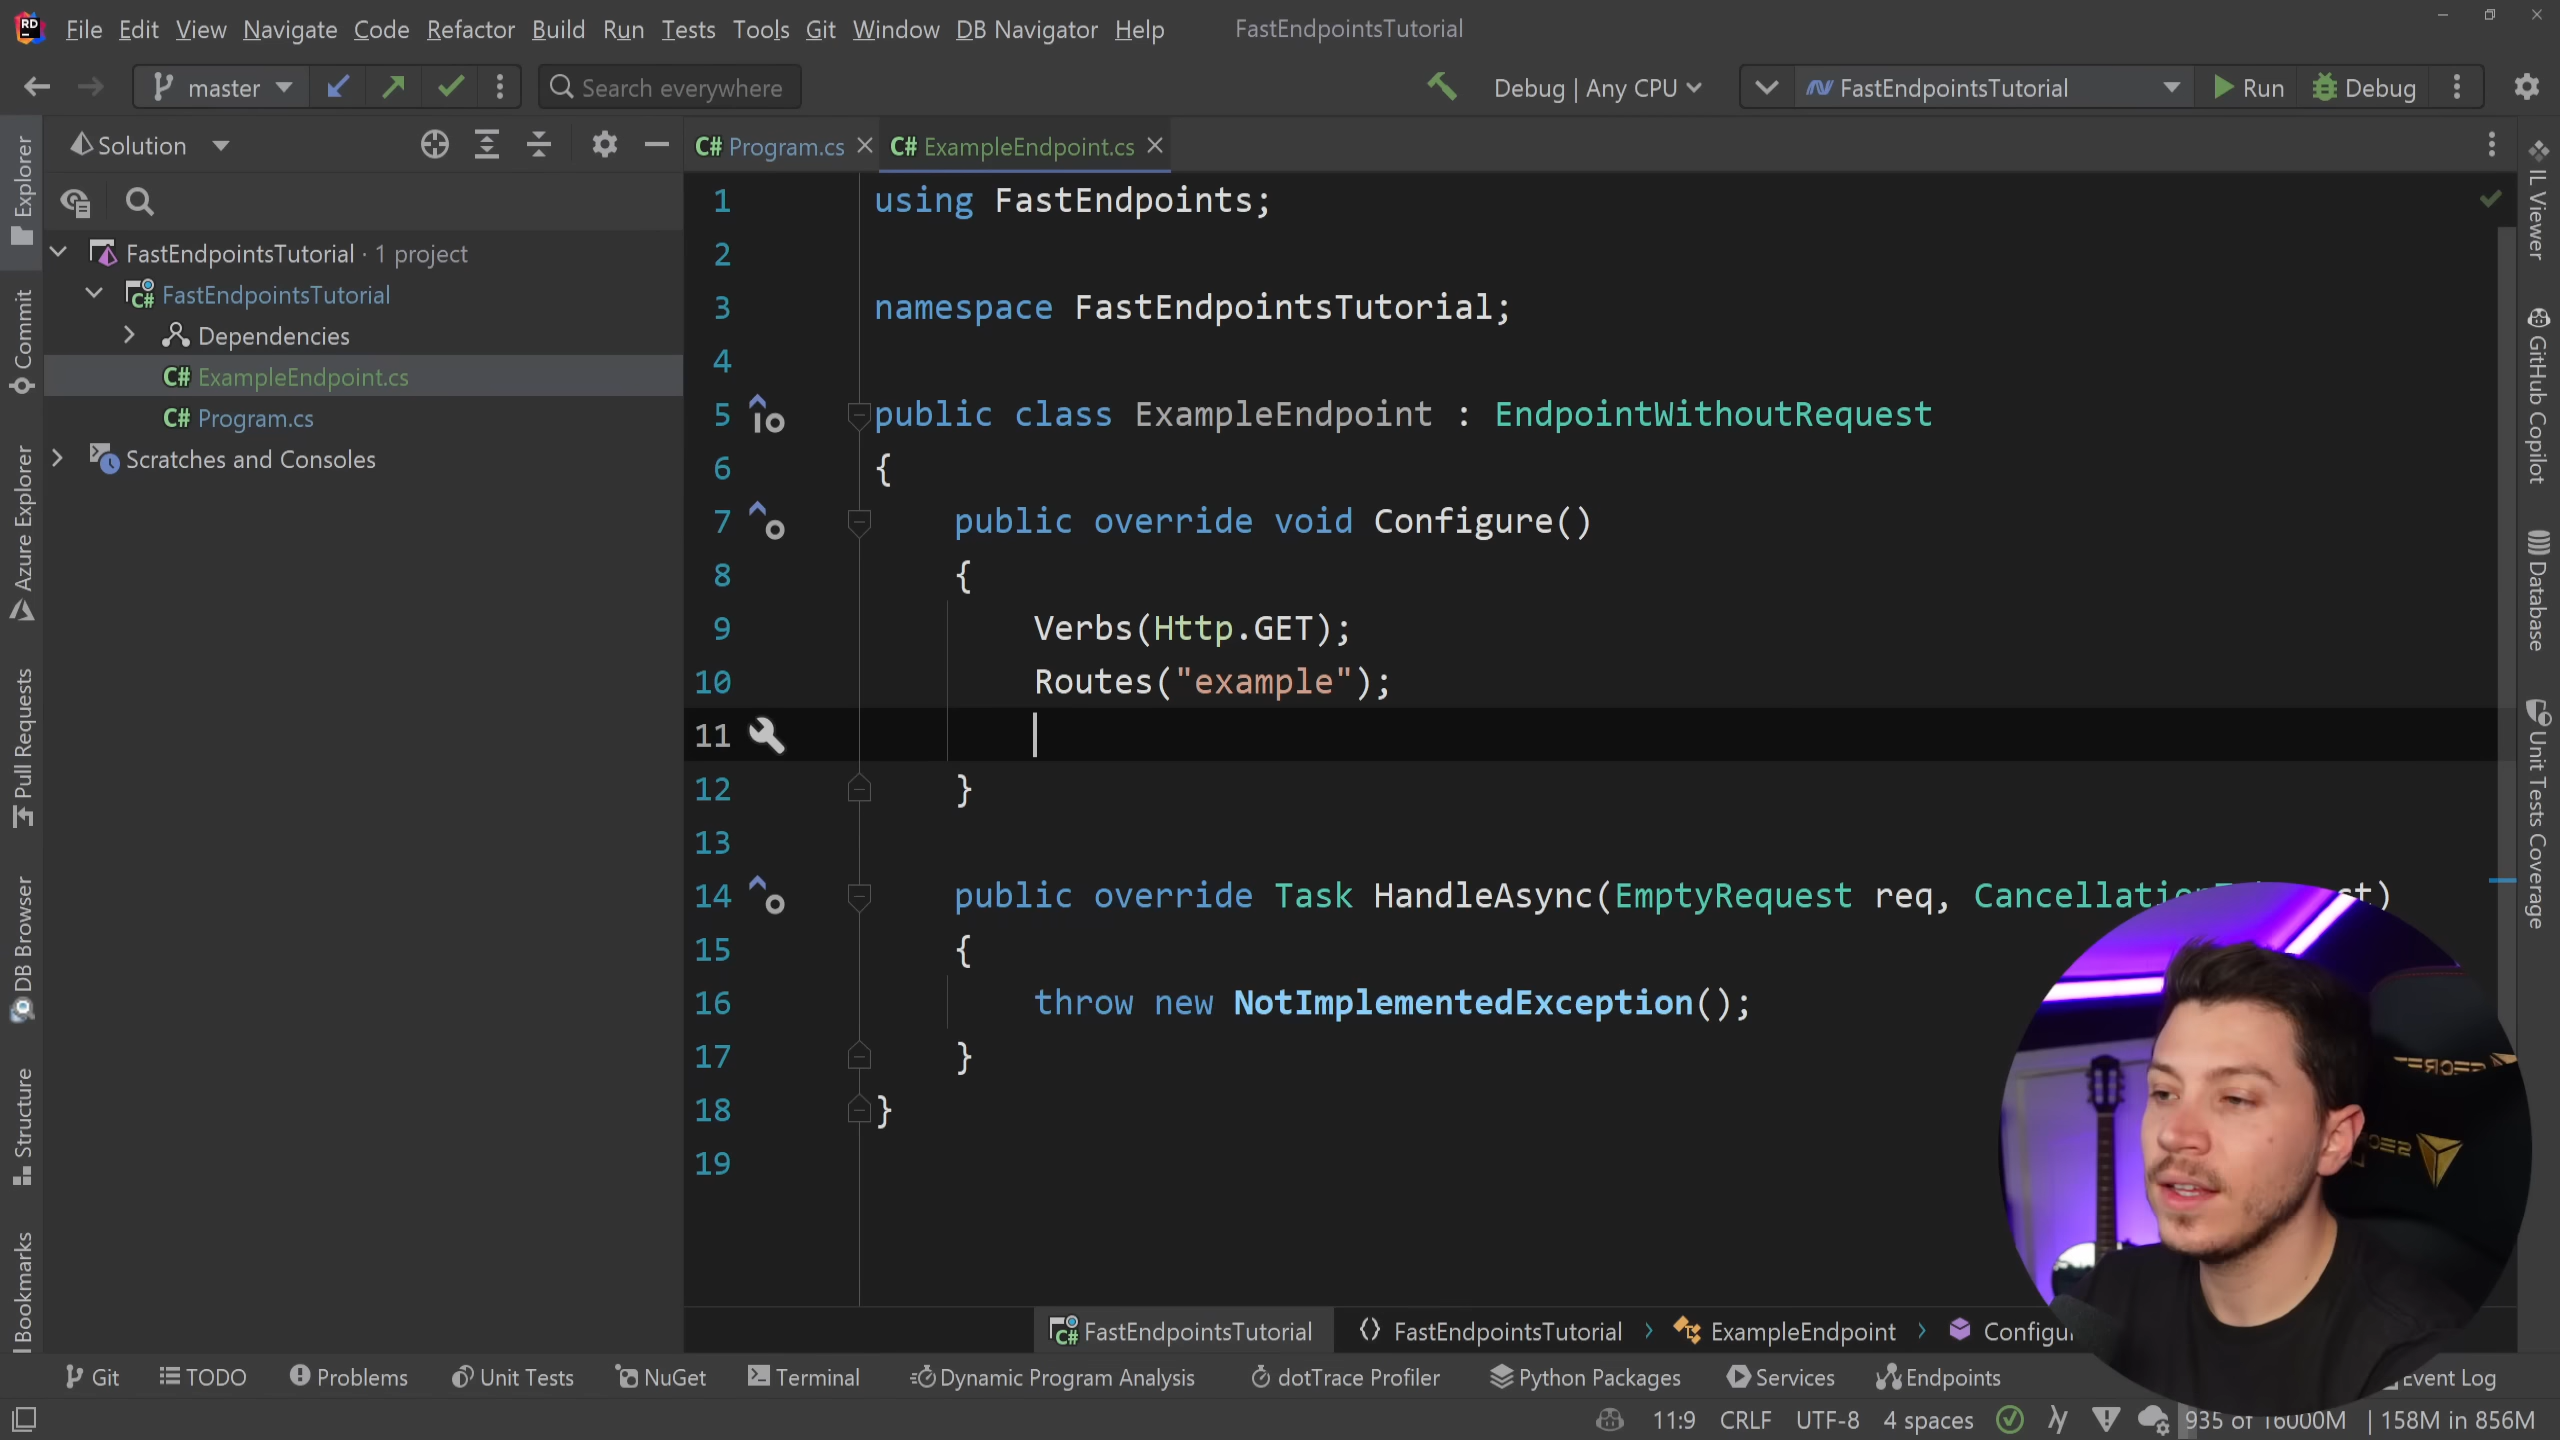 File Edit View Navigate Code Refactor Build Run Tests Tools Git Window DB Navigator Help FastEndpointsTutorial
master Search everywhere Debug | Any CPU FastEndpointsTutorial Run Debug
Solution
Program.cs ExampleEndpoint.cs
FastEndpointsTutorial · 1 project
FastEndpointsTutorial
Dependencies
ExampleEndpoint.cs
Program.cs
Scratches and Consoles
Explorer
Commit
Azure Explorer
Pull Requests
DB Browser
Structure
Bookmarks
1 using FastEndpoints;
2
3 namespace FastEndpointsTutorial;
4
5 public class ExampleEndpoint : EndpointWithoutRequest
6 {
7 public override void Configure()
8 {
9 Verbs(Http.GET);
10 Routes("example");
11
12 }
13
14 public override Task HandleAsync(EmptyRequest req, ct)
15 {
16 throw new NotImplementedException();
17 }
18 }
19
IL Viewer
GitHub Copilot
Database
Unit Tests Coverage
FastEndpointsTutorial FastEndpointsTutorial ExampleEndpoint
Git TODO Problems Unit Tests NuGet Terminal Dynamic Program Analysis dotTrace Profiler Python Packages Services Endpoints Event Log
11:9 CRLF UTF-8 4 spaces 935 of 16000M | 158M in 856M